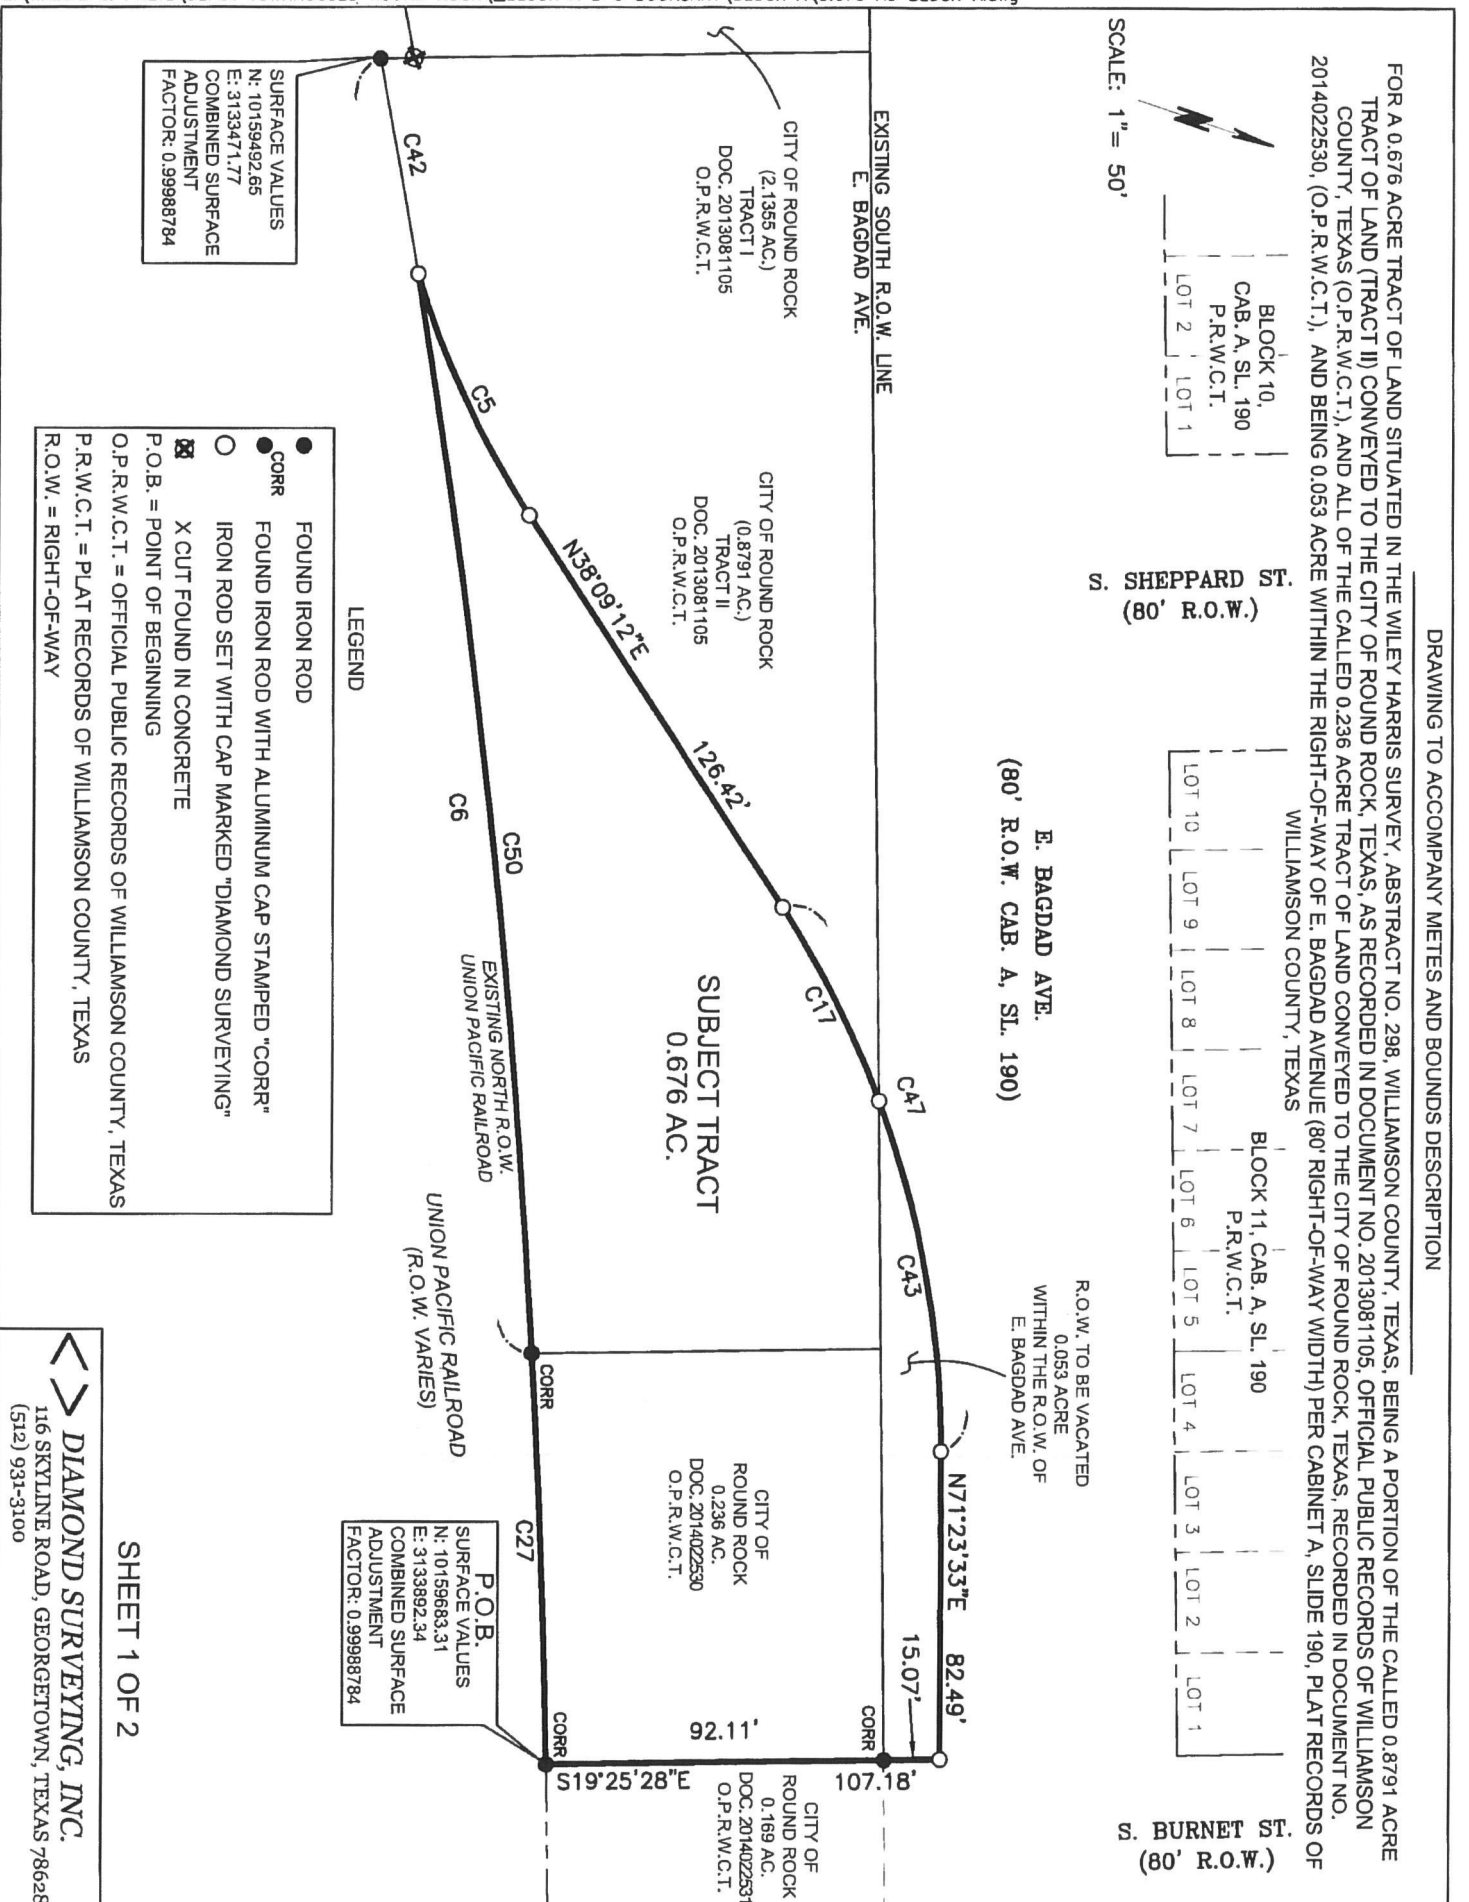 DRAWING TO ACCOMPANY METES AND BOUNDS DESCRIPTION
FOR A 0.676 ACRE TRACT OF LAND SITUATED IN THE WILEY HARRIS SURVEY, ABSTRACT NO. 298, WILLIAMSON COUNTY, TEXAS, BEING A PORTION OF THE CALLED 0.8791 ACRE
TRACT OF LAND (TRACT II) CONVEYED TO THE CITY OF ROUND ROCK, TEXAS, AS RECORDED IN DOCUMENT NO. 2013081105, OFFICIAL PUBLIC RECORDS OF WILLIAMSON
COUNTY, TEXAS (O.P.R.W.C.T.), AND ALL OF THE CALLED 0.236 ACRE TRACT OF LAND CONVEYED TO THE CITY OF ROUND ROCK, TEXAS, RECORDED IN DOCUMENT NO.
2014022530, (O.P.R.W.C.T.), AND BEING 0.053 ACRE WITHIN THE RIGHT-OF-WAY OF E. BAGDAD AVENUE (80' RIGHT-OF-WAY WIDTH) PER CABINET A, SLIDE 190, PLAT RECORDS OF
WILLIAMSON COUNTY, TEXAS
SCALE: 1"= 50'
BLOCK 10,
CAB. A, SL. 190
P.R.W.C.T.
LOT 2
LOT 1
S. SHEPPARD ST.
(80' R.O.W.)
BLOCK 11, CAB. A, SL. 190
P.R.W.C.T.
LOT 10
LOT 9
LOT 8
LOT 7
LOT 6
LOT 5
LOT 4
LOT 3
LOT 2
LOT 1
S. BURNET ST.
(80' R.O.W.)
E. BAGDAD AVE.
(80' R.O.W. CAB. A, SL. 190)
R.O.W. TO BE VACATED
0.053 ACRE
WITHIN THE R.O.W. OF
E. BAGDAD AVE.
EXISTING SOUTH R.O.W. LINE
E. BAGDAD AVE.
C47
C43
N71°23'33"E
82.49'
15.07'
CORR
107.18'
CITY OF ROUND ROCK
(2.1355 AC.)
TRACT I
DOC. 2013081105
O.P.R.W.C.T.
CITY OF ROUND ROCK
(0.8791 AC.)
TRACT II
DOC. 2013081105
O.P.R.W.C.T.
C17
SUBJECT TRACT
0.676 AC.
CITY OF
ROUND ROCK
0.236 AC.
DOC. 2014022530
O.P.R.W.C.T.
92.11'
CITY OF
ROUND ROCK
0.169 AC.
DOC. 2014022531
O.P.R.W.C.T.
N38°09'12"E
126.42'
C5
C42
C50
C6
EXISTING NORTH R.O.W.
UNION PACIFIC RAILROAD
CORR
C27
CORR
S19°25'28"E
UNION PACIFIC RAILROAD
(R.O.W. VARIES)
SURFACE VALUES
N: 10159492.65
E: 3133471.77
COMBINED SURFACE
ADJUSTMENT
FACTOR: 0.99988784
P.O.B.
SURFACE VALUES
N: 10159683.31
E: 3133892.34
COMBINED SURFACE
ADJUSTMENT
FACTOR: 0.99988784
LEGEND
FOUND IRON ROD
CORR FOUND IRON ROD WITH ALUMINUM CAP STAMPED "CORR"
IRON ROD SET WITH CAP MARKED "DIAMOND SURVEYING"
X CUT FOUND IN CONCRETE
P.O.B. = POINT OF BEGINNING
O.P.R.W.C.T. = OFFICIAL PUBLIC RECORDS OF WILLIAMSON COUNTY, TEXAS
P.R.W.C.T. = PLAT RECORDS OF WILLIAMSON COUNTY, TEXAS
R.O.W. = RIGHT-OF-WAY
SHEET 1 OF 2
DIAMOND SURVEYING, INC.
116 SKYLINE ROAD, GEORGETOWN, TEXAS 78628
(512) 931-3100